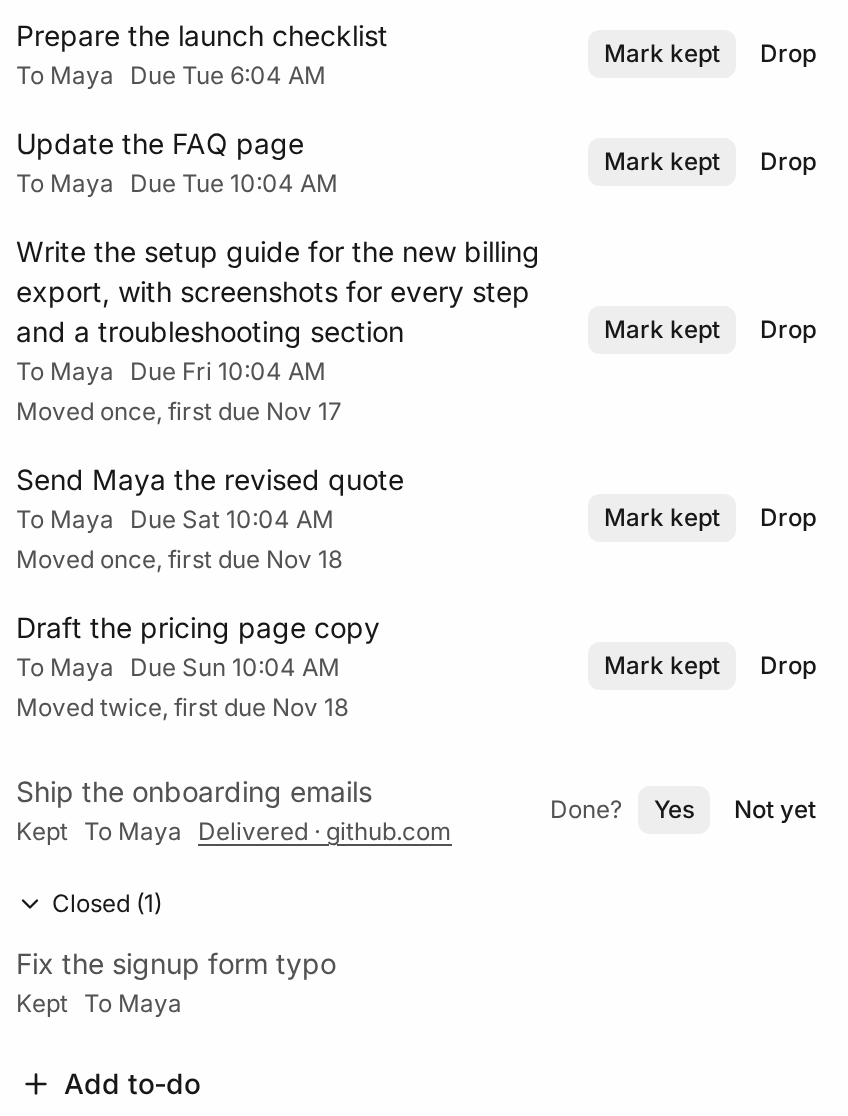 Prepare the launch checklist
To Maya Due Tue 6:04 AM
Mark kept Drop
Update the FAQ page
To Maya Due Tue 10:04 AM
Mark kept Drop
Write the setup guide for the new billing
export, with screenshots for every step
and a troubleshooting section
To Maya Due Fri 10:04 AM
Moved once, first due Nov 17
Mark kept Drop
Send Maya the revised quote
To Maya Due Sat 10:04 AM
Moved once, first due Nov 18
Mark kept Drop
Draft the pricing page copy
To Maya Due Sun 10:04 AM
Moved twice, first due Nov 18
Mark kept Drop
Ship the onboarding emails
Kept To Maya Delivered · github.com
Done? Yes Not yet
Closed (1)
Fix the signup form typo
Kept To Maya
+ Add to-do